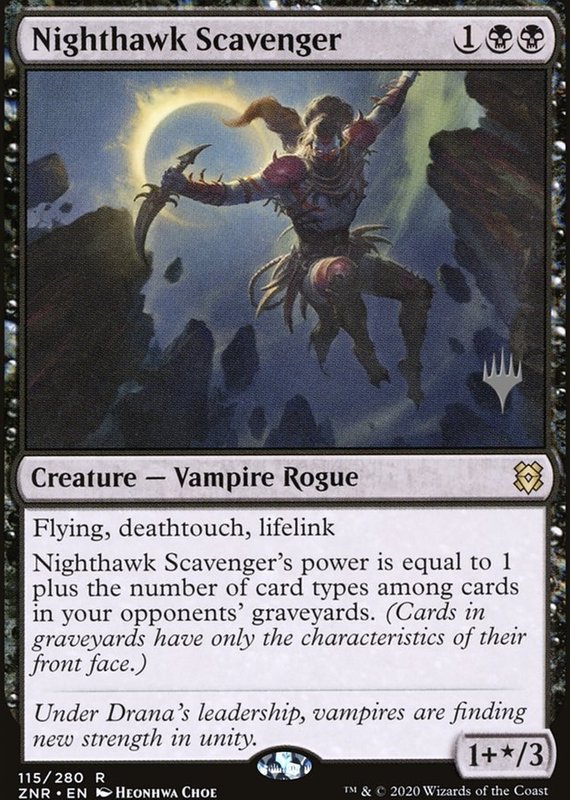 Nighthawk Scavenger 1
Creature — Vampire Rogue
Flying, deathtouch, lifelink
Nighthawk Scavenger's power is equal to 1
plus the number of card types among cards
in your opponents' graveyards. (Cards in
graveyards have only the characteristics of their
front face.)
Under Drana's leadership, vampires are finding
new strength in unity.
1+★/3
115/280 R
ZNR • EN Heonhwa Choe
™ & © 2020 Wizards of the Coast